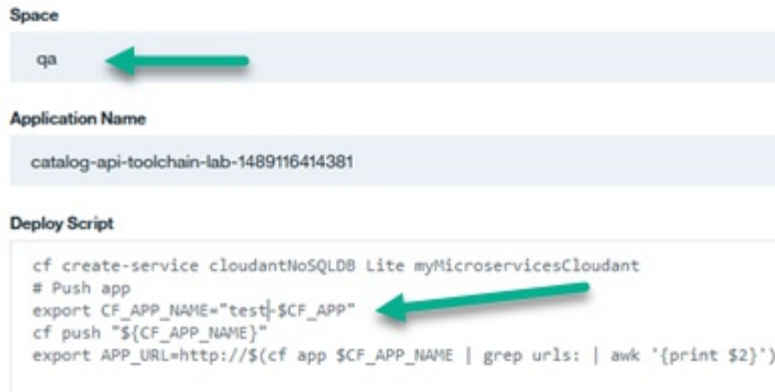 Space
qa
Application Name
catalog-api-toolchain-lab-1489116414381
Deploy Script
cf create-service cloudantNoSQLDB Lite myMicroservicesCloudant
# Push app
export CF_APP_NAME="test-$CF_APP"
cf push "${CF_APP_NAME}"
export APP_URL=http://$(cf app $CF_APP_NAME | grep urls: | awk '{print $2}')